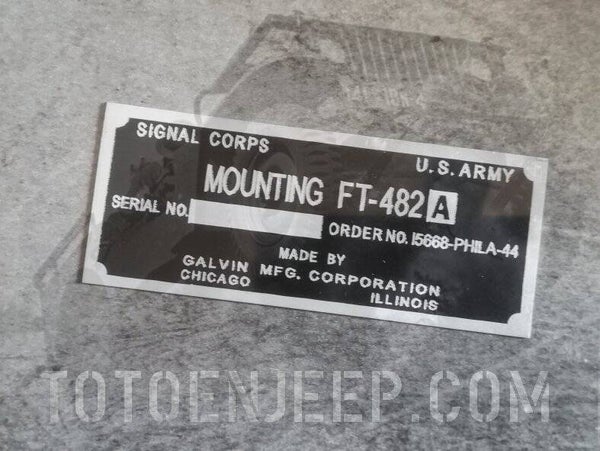 SIGNAL CORPS U.S. ARMY
MOUNTING FT-482 A
SERIAL NO. ORDER NO. 15668-PHILA-44
MADE BY
GALVIN MFG. CORPORATION
CHICAGO ILLINOIS
TOTOENJEEP.COM